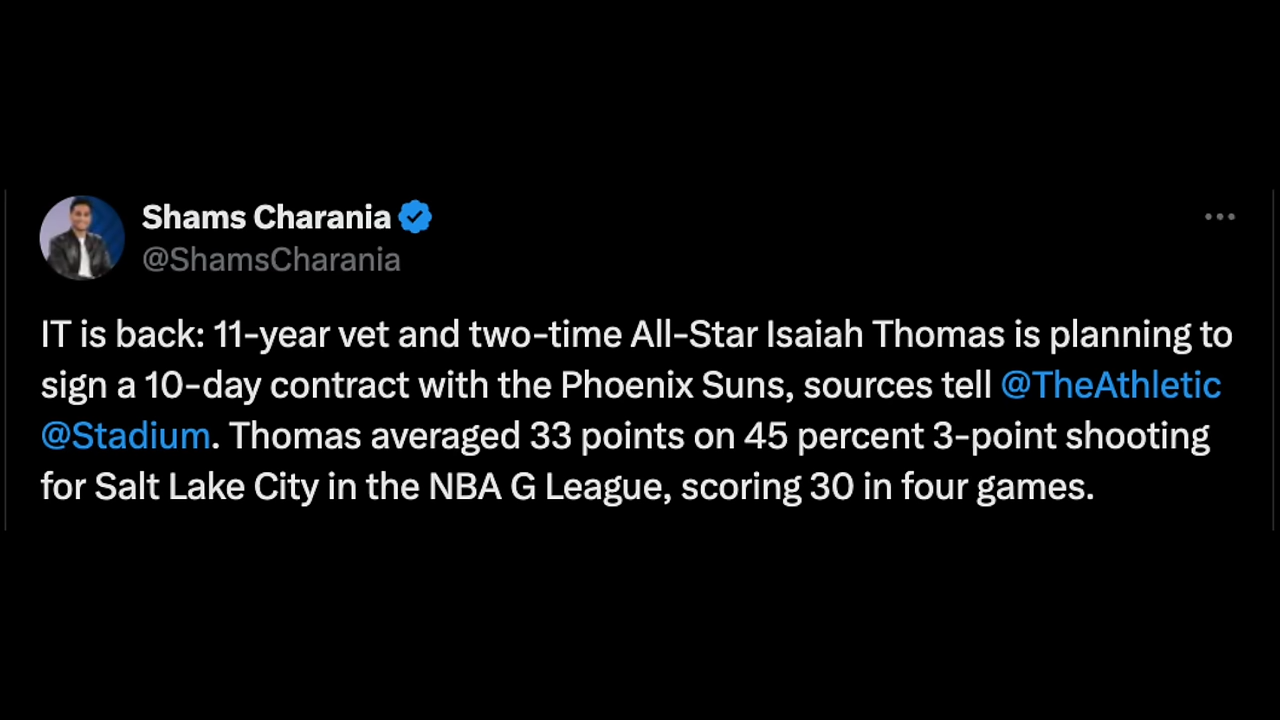 Shams Charania
@ShamsCharania
IT is back: 11-year vet and two-time All-Star Isaiah Thomas is planning to
sign a 10-day contract with the Phoenix Suns, sources tell @TheAthletic
@Stadium. Thomas averaged 33 points on 45 percent 3-point shooting
for Salt Lake City in the NBA G League, scoring 30 in four games.